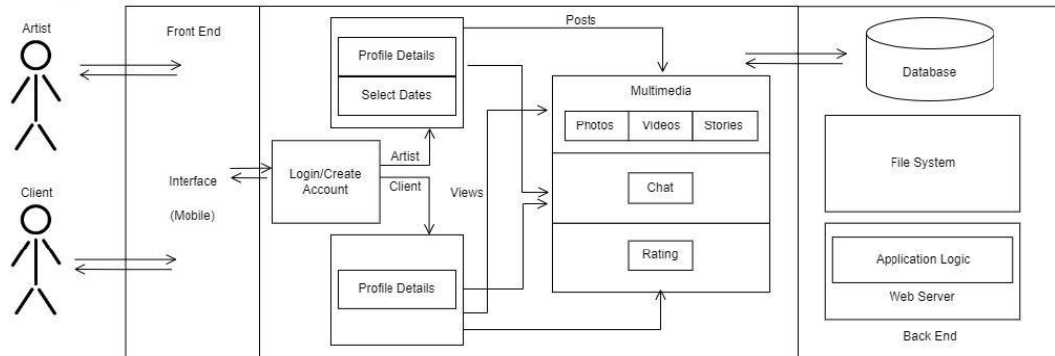 Artist
Client
Front End
Interface
(Mobile)
Login/Create
Account
Artist
Client
Profile Details
Select Dates
Profile Details
Posts
Views
Multimedia
Photos
Videos
Stories
Chat
Rating
Database
File System
Application Logic
Web Server
Back End